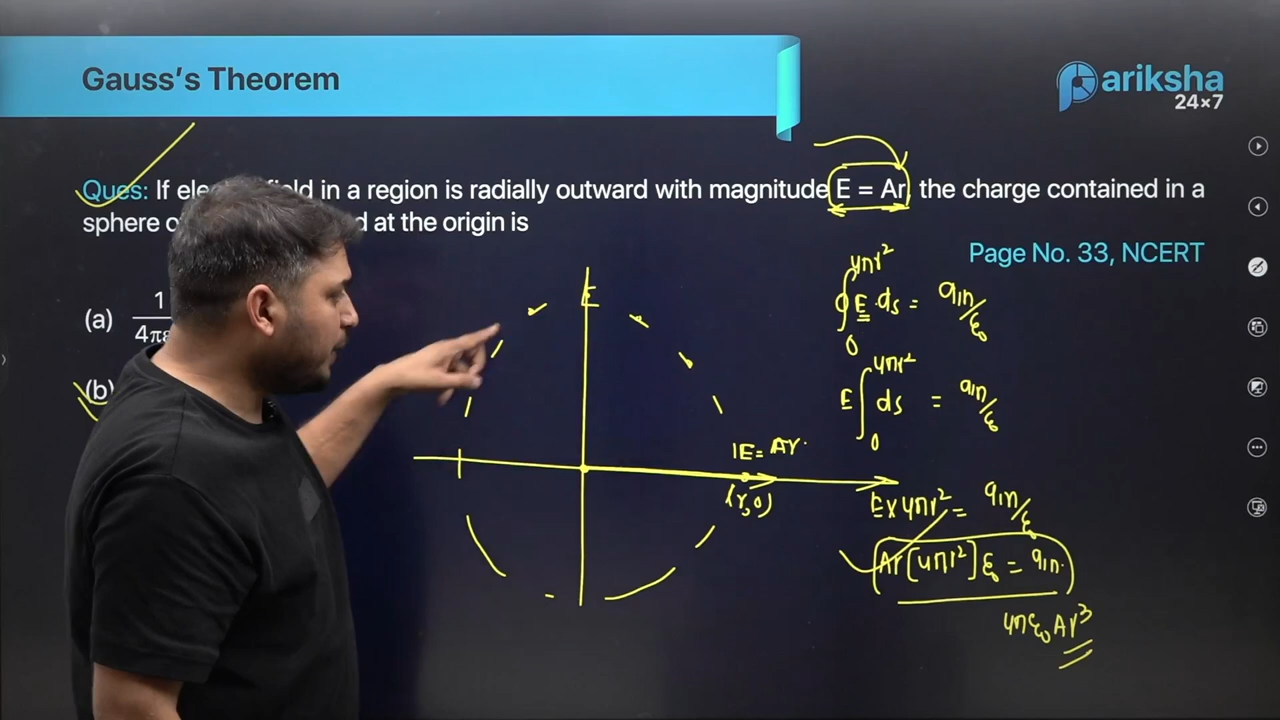 Gauss's Theorem
Pariksha
24×7
Ques: If ele field in a region is radially outward with magnitude E = Ar, the charge contained in a
sphere o d at the origin is
Page No. 33, NCERT
(a) 1
4πε
(b)
E
|E = Ar
(r, 0)
∮₀^4πr² E·ds = qin/ε₀
E∫₀^4πr² ds = qin/ε₀
E×4πr² = qin/ε₀
Ar[4πr²]ε₀ = qin
4πε₀Ar³